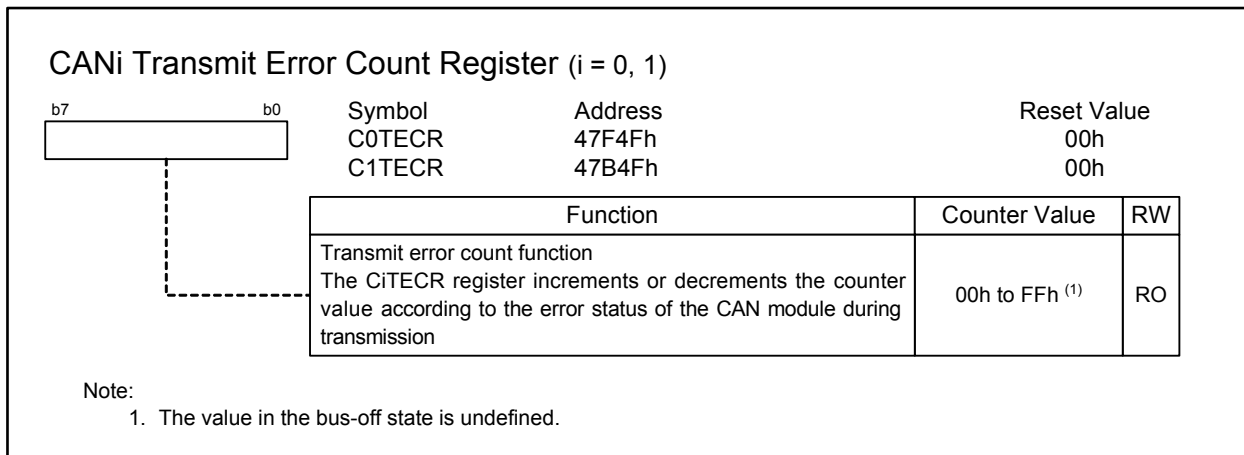 CANi Transmit Error Count Register (i = 0, 1)
b7 b0 Symbol Address Reset Value
C0TECR 47F4Fh 00h
C1TECR 47B4Fh 00h
Function Counter Value RW
Transmit error count function
The CiTECR register increments or decrements the counter
value according to the error status of the CAN module during
transmission
00h to FFh (1) RO
Note:
1. The value in the bus-off state is undefined.